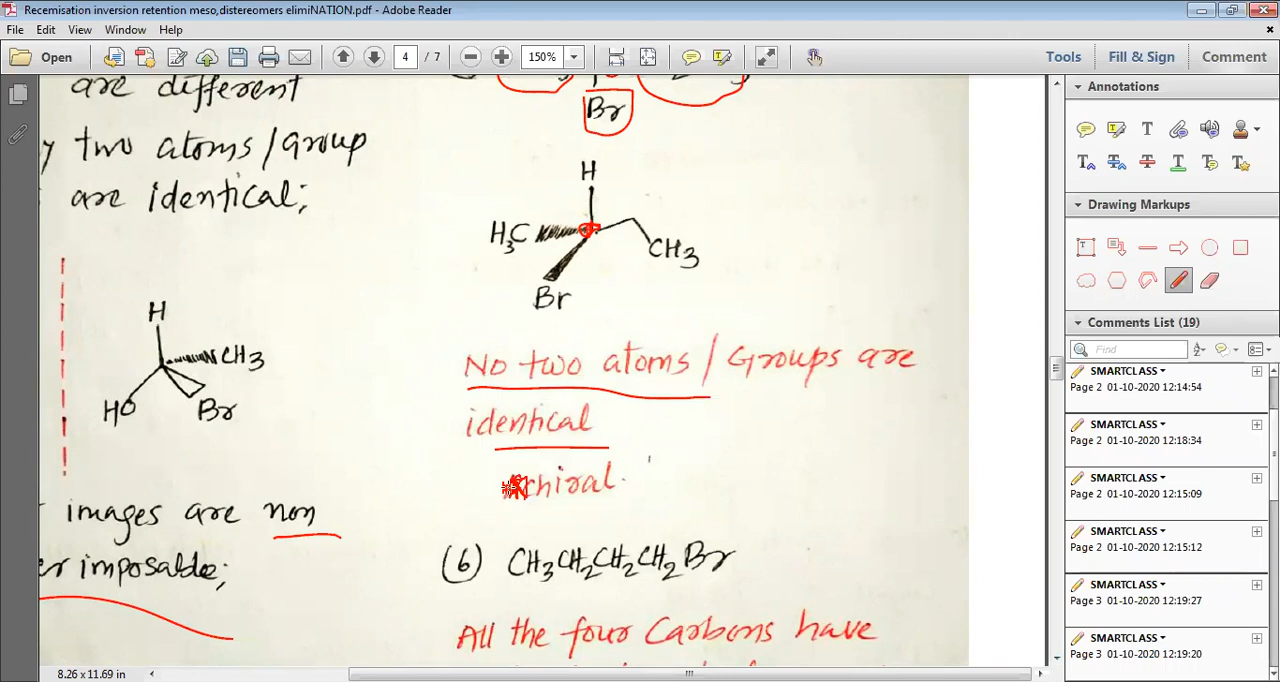 Recemisation inversion retention meso,distereomers elimiNATION.pdf - Adobe Reader
File Edit View Window Help
Open 4 / 7 150% Tools Fill & Sign Comment
are different
two atoms/group
are identical;
H
CH3
HO
Br
images are non
imposable;
Br
H
H3C
CH3
Br
No two atoms / Groups are
identical
chiral.
(6) CH3CH2CH2CH2Br
All the four Carbons have
Annotations
Drawing Markups
Comments List (19)
Find
SMARTCLASS
Page 2 01-10-2020 12:14:54
SMARTCLASS
Page 2 01-10-2020 12:18:34
SMARTCLASS
Page 2 01-10-2020 12:15:09
SMARTCLASS
Page 2 01-10-2020 12:15:12
SMARTCLASS
Page 3 01-10-2020 12:19:27
SMARTCLASS
Page 3 01-10-2020 12:19:20
8.26 x 11.69 in